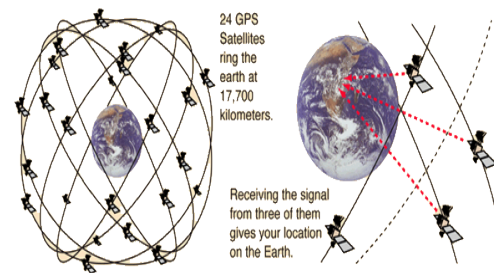 24 GPS
Satellites
ring the
earth at
17,700
kilometers.
Receiving the signal
from three of them
gives your location
on the Earth.